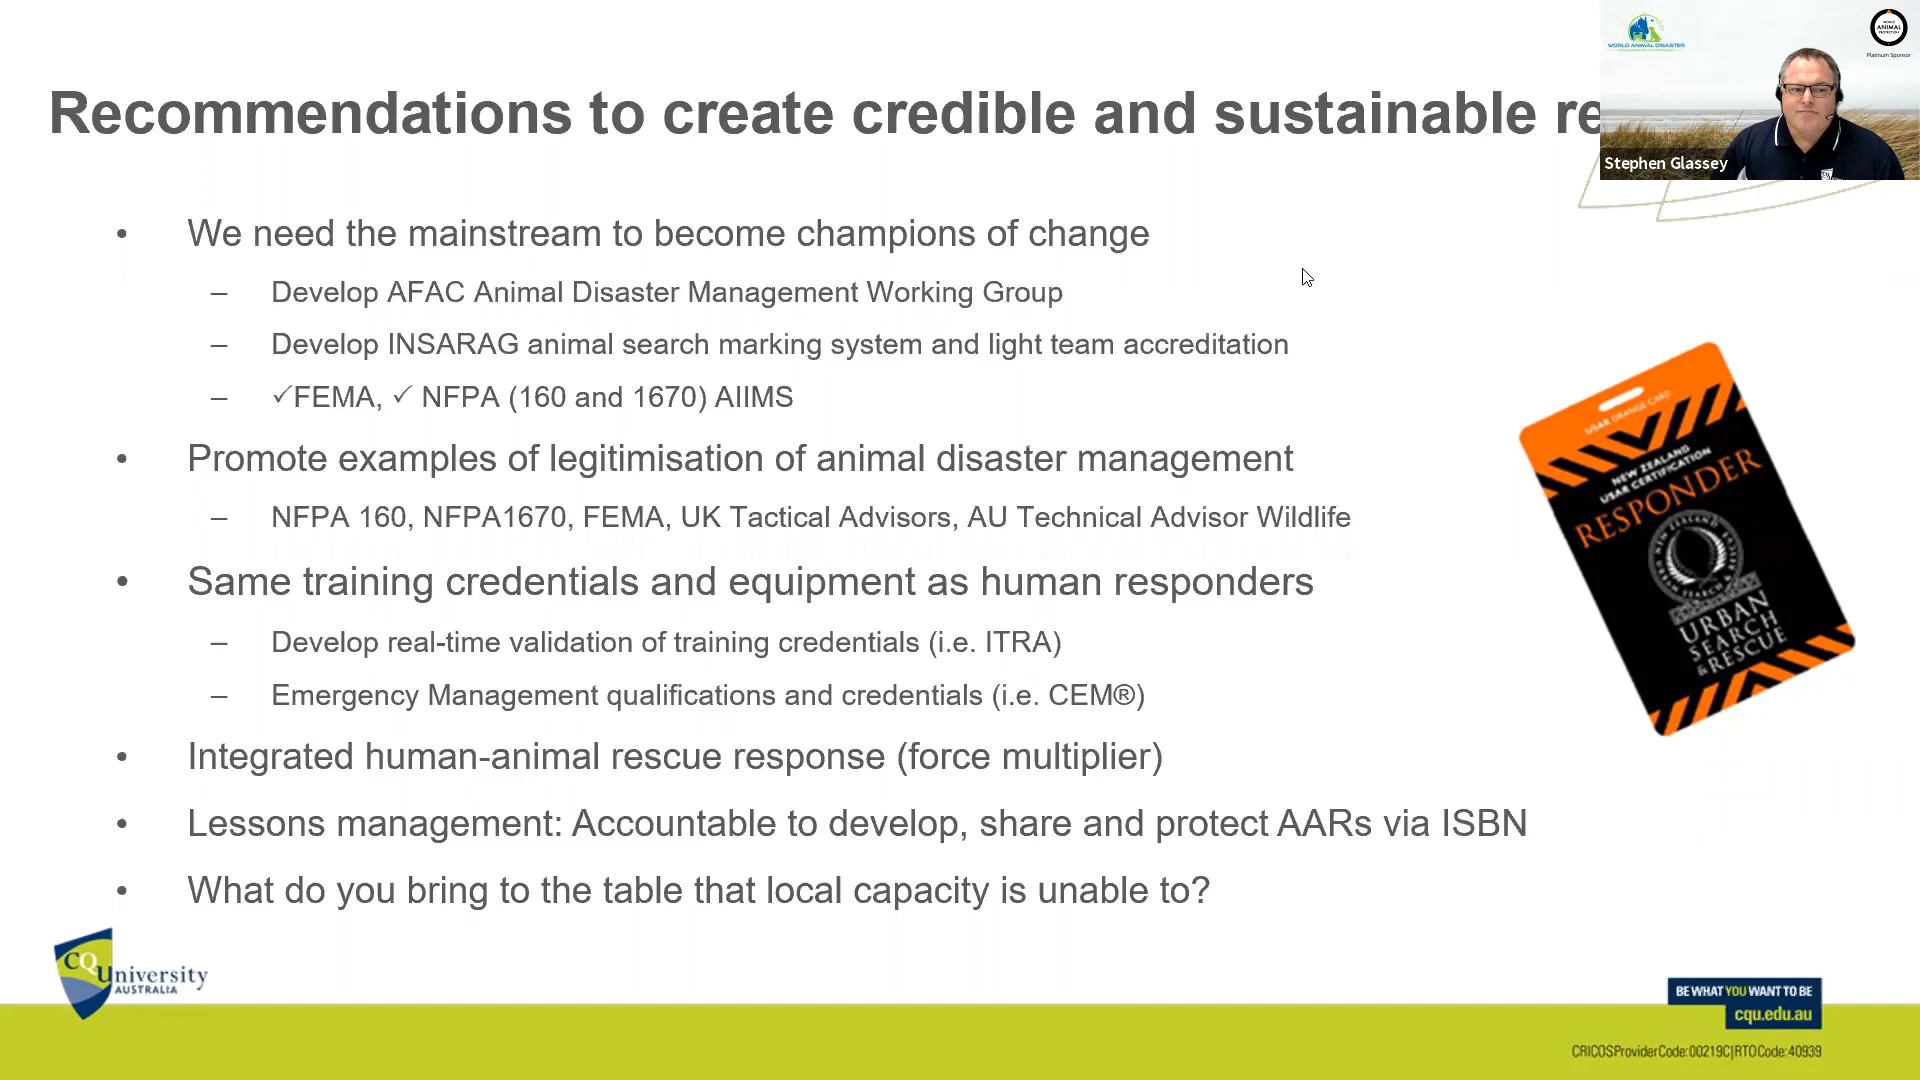 Recommendations to create credible and sustainable re
WORLD ANIMAL DISASTER
WORLD
ANIMAL
PROTECTION
Platinum Sponsor
Stephen Glassey
• We need the mainstream to become champions of change
– Develop AFAC Animal Disaster Management Working Group
– Develop INSARAG animal search marking system and light team accreditation
– ✓FEMA, ✓ NFPA (160 and 1670) AIIMS
• Promote examples of legitimisation of animal disaster management
– NFPA 160, NFPA1670, FEMA, UK Tactical Advisors, AU Technical Advisor Wildlife
• Same training credentials and equipment as human responders
– Develop real-time validation of training credentials (i.e. ITRA)
– Emergency Management qualifications and credentials (i.e. CEM®)
• Integrated human-animal rescue response (force multiplier)
• Lessons management: Accountable to develop, share and protect AARs via ISBN
• What do you bring to the table that local capacity is unable to?
USAR ORANGE CARD
NEW ZEALAND
USAR CERTIFICATION
RESPONDER
URBAN
SEARCH
& RESCUE
CQUniversity
AUSTRALIA
BE WHAT YOU WANT TO BE
cqu.edu.au
CRICOS Provider Code: 00219C | RTO Code: 40939